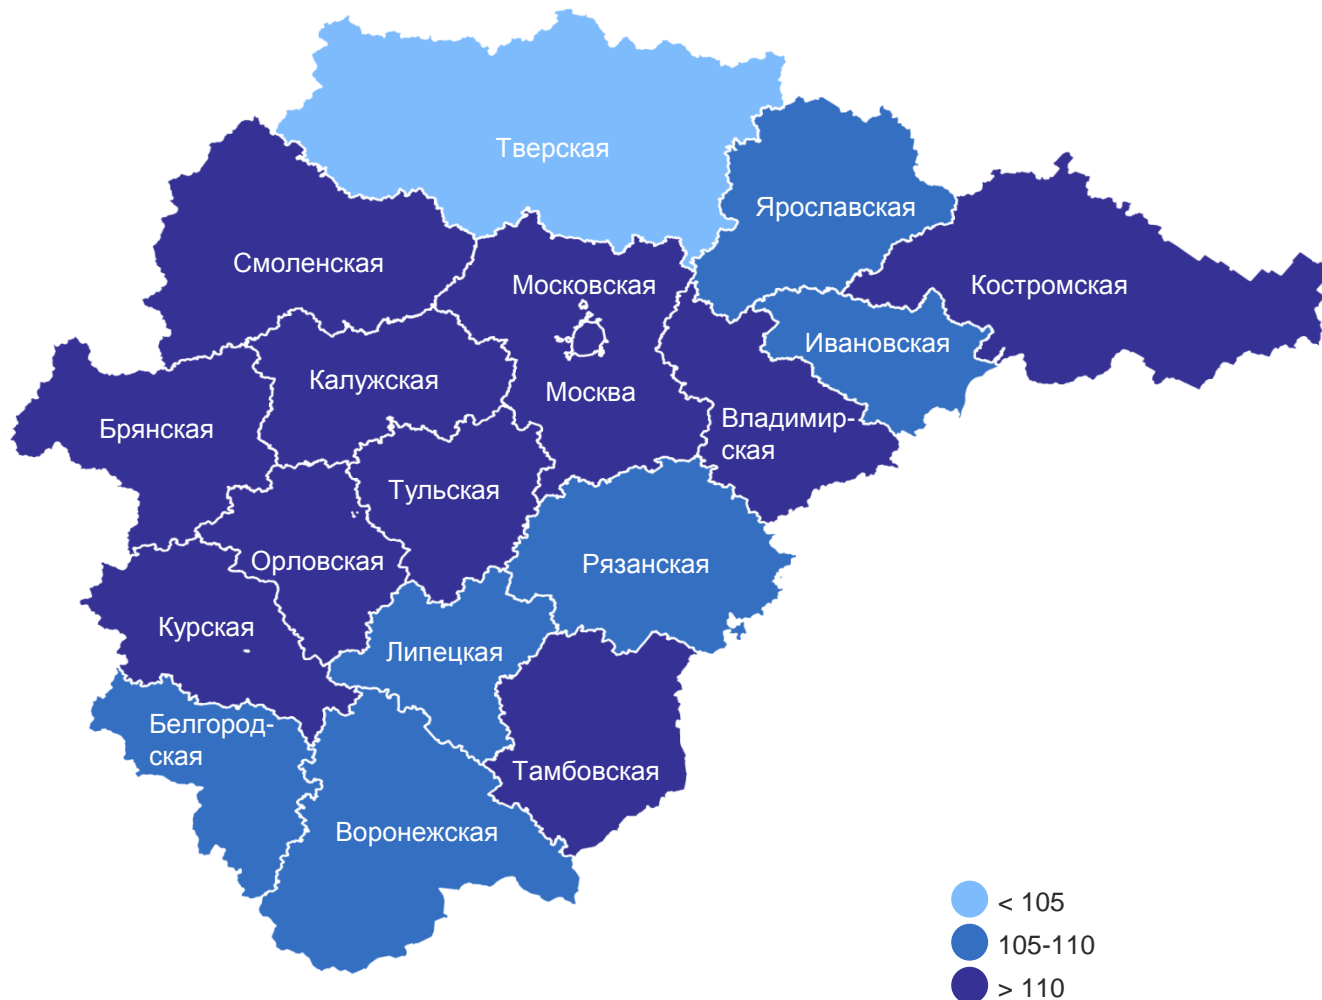 Тверская
Ярославская
Смоленская
Московская
Костромская
Ивановская
Калужская
Москва
Брянская
Владимир-
ская
Тульская
Орловская
Рязанская
Курская
Липецкая
Белгород-
ская
Тамбовская
Воронежская
< 105
105-110
> 110